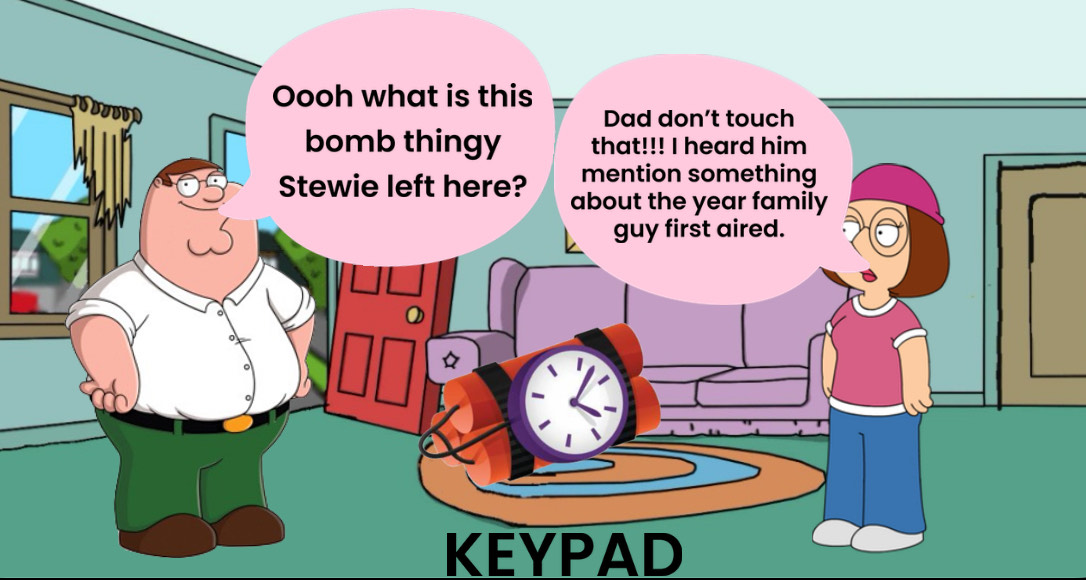 Oooh what is this
bomb thingy
Stewie left here?
Dad don’t touch
that!!! I heard him
mention something
about the year family
guy first aired.
KEYPAD